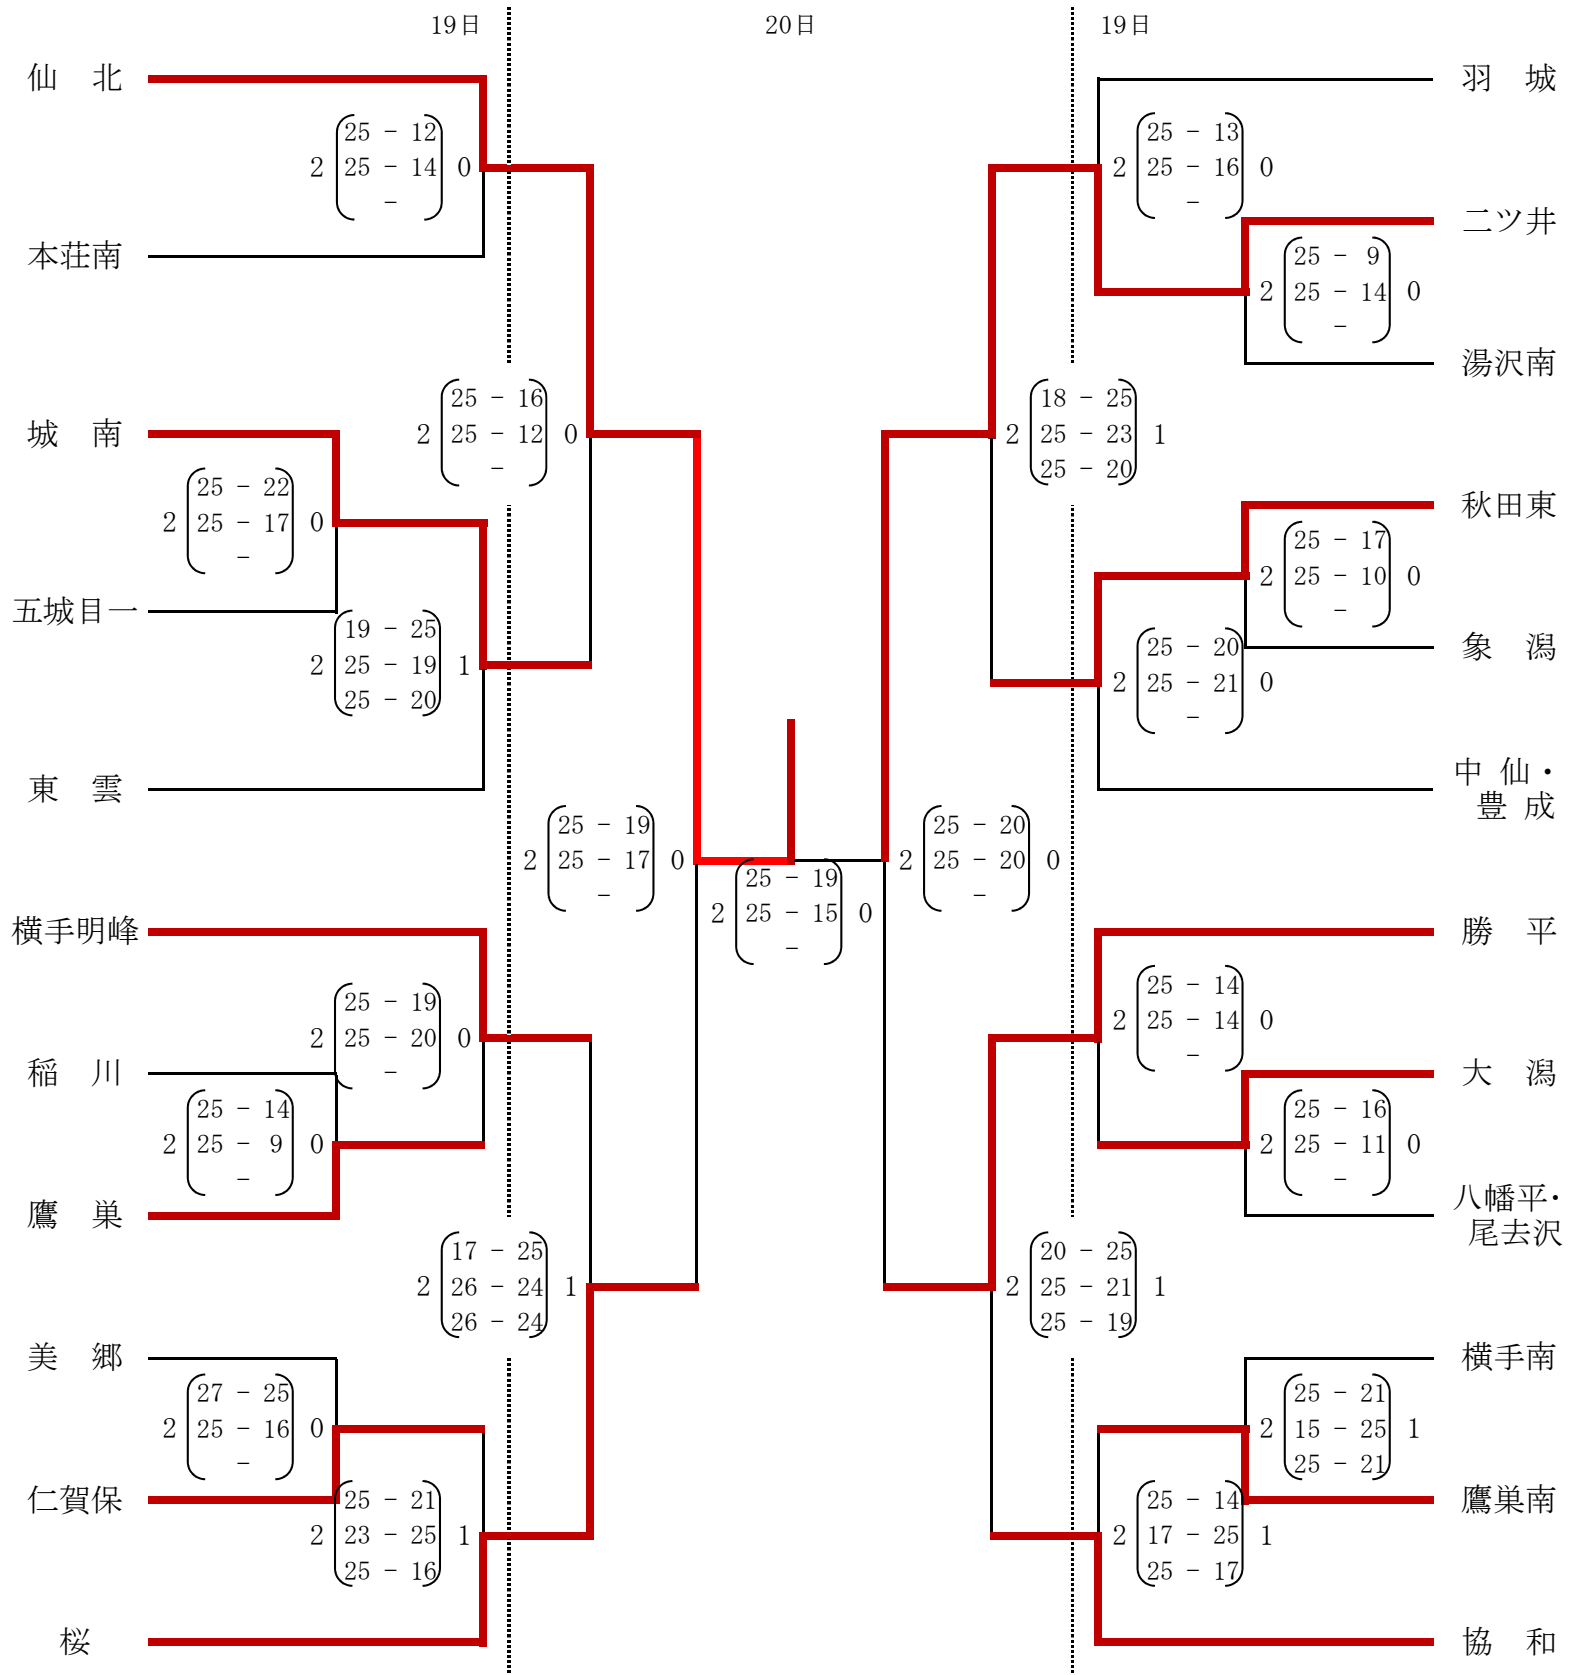 19日 20日 19日
仙 北
羽 城
25 - 12
2 25 - 14 0
-
25 - 13
2 25 - 16 0
-
二ツ井
本荘南
25 - 9
2 25 - 14 0
-
湯沢南
25 - 16
2 25 - 12 0
-
18 - 25
2 25 - 23 1
25 - 20
城 南
25 - 22
2 25 - 17 0
-
秋田東
25 - 17
2 25 - 10 0
-
五城目一
19 - 25
2 25 - 19 1
25 - 20
象 潟
25 - 20
2 25 - 21 0
-
東 雲
中 仙・
豊 成
25 - 19
2 25 - 17 0
-
25 - 19
2 25 - 15 0
-
25 - 20
2 25 - 20 0
-
横手明峰
勝 平
25 - 19
2 25 - 20 0
-
25 - 14
2 25 - 14 0
-
稲 川
大 潟
25 - 14
2 25 - 9 0
-
25 - 16
2 25 - 11 0
-
鷹 巣
八幡平・
尾去沢
17 - 25
2 26 - 24 1
26 - 24
20 - 25
2 25 - 21 1
25 - 19
美 郷
横手南
27 - 25
2 25 - 16 0
-
25 - 21
2 15 - 25 1
25 - 21
仁賀保
鷹巣南
25 - 21
2 23 - 25 1
25 - 16
25 - 14
2 17 - 25 1
25 - 17
桜
協 和